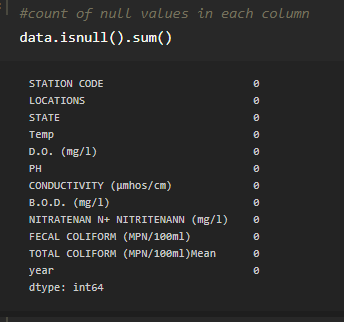 #count of null values in each column
data.isnull().sum()
STATION CODE 0
LOCATIONS 0
STATE 0
Temp 0
D.O. (mg/l) 0
PH 0
CONDUCTIVITY (µmhos/cm) 0
B.O.D. (mg/l) 0
NITRATENAN N+ NITRITENANN (mg/l) 0
FECAL COLIFORM (MPN/100ml) 0
TOTAL COLIFORM (MPN/100ml)Mean 0
year 0
dtype: int64